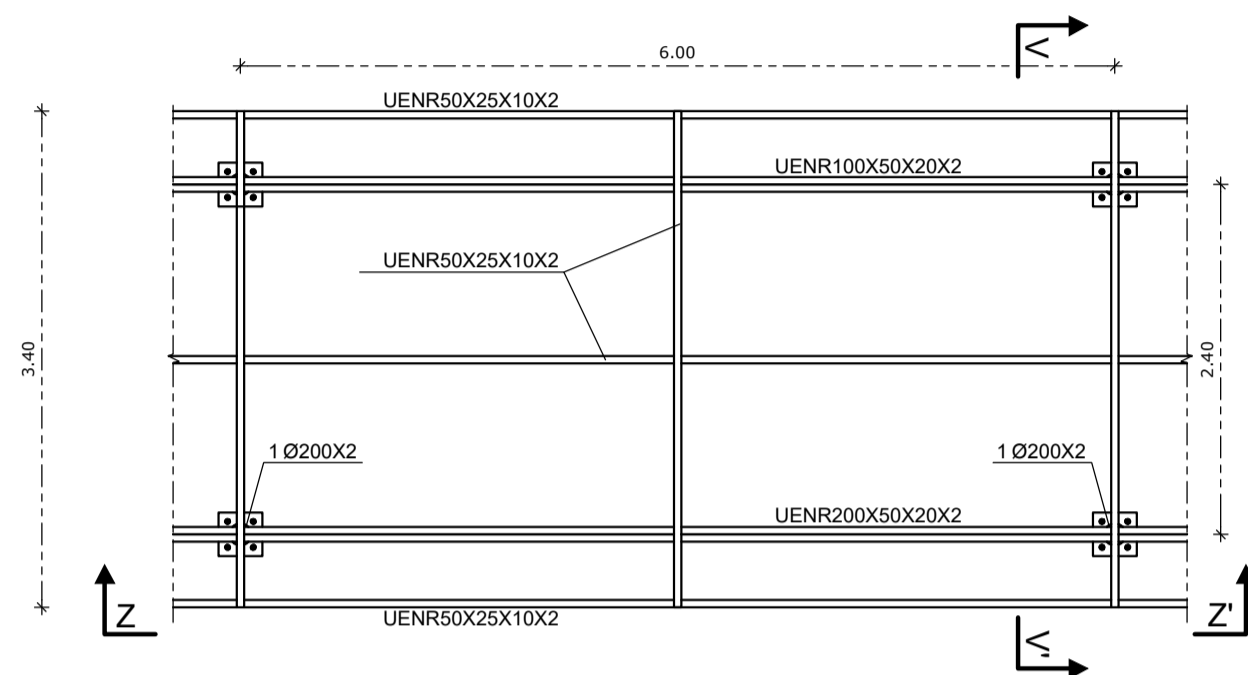 6.00
V
UENR50X25X10X2
UENR100X50X20X2
UENR50X25X10X2
3.40
2.40
1 Ø200X2
1 Ø200X2
UENR200X50X20X2
Z
Z'
UENR50X25X10X2
V'